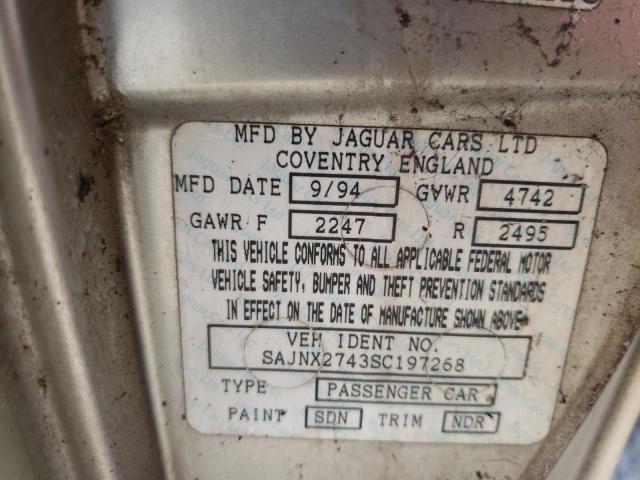 MFD BY JAGUAR CARS LTD
COVENTRY ENGLAND
MFD DATE 9/94 GVWR 4742
GAWR F 2247 R 2495
THIS VEHICLE CONFORMS TO ALL APPLICABLE FEDERAL MOTOR
VEHICLE SAFETY, BUMPER AND THEFT PREVENTION STANDARDS
IN EFFECT ON THE DATE OF MANUFACTURE SHOWN ABOVE
VEH IDENT NO.
SAJNX2743SC197268
TYPE PASSENGER CAR
PAINT SDN TRIM NDR